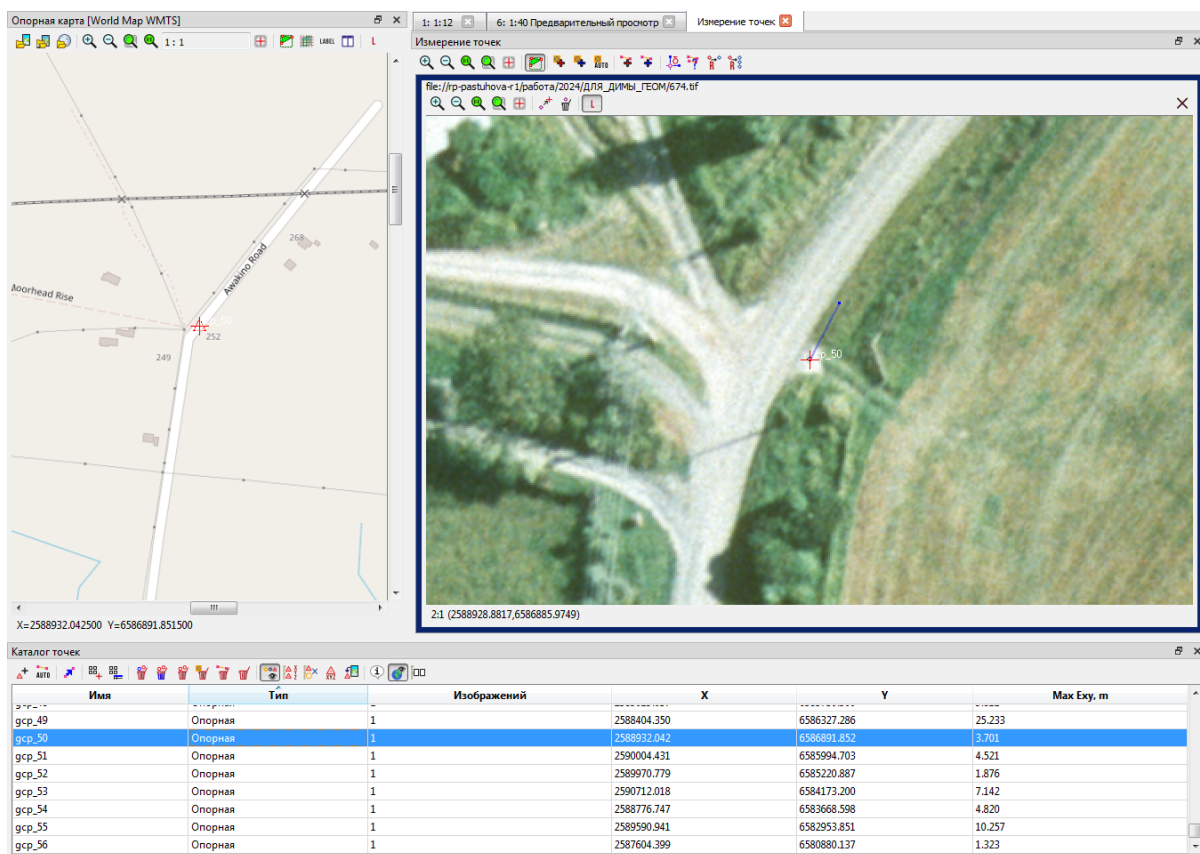 Опорная карта [World Map WMTS]
1: 1:12
6: 1:40 Предварительный просмотр
Измерение точек
Измерение точек
1:1
LABEL
L
AUTO
R
R
file://rp-pastuhova-r1/работа/2024/ДЛЯ_ДИМЫ_ГЕОМ/674.tif
L
268
Awakino Road
Moorhead Rise
252
249
gcp_50
2:1 (2588928.8817,6586885.9749)
X=2588932.042500 Y=6586891.851500
Каталог точек
AUTO
XYZ
Имя Тип Изображений X Y Max Exy, m
gcp_49 Опорная 1 2588404.350 6586327.286 25.233
gcp_50 Опорная 1 2588932.042 6586891.852 3.701
gcp_51 Опорная 1 2590004.431 6585994.703 4.521
gcp_52 Опорная 1 2589970.779 6585220.887 1.876
gcp_53 Опорная 1 2590712.018 6584173.200 7.142
gcp_54 Опорная 1 2588776.747 6583668.598 4.820
gcp_55 Опорная 1 2589590.941 6582953.851 10.257
gcp_56 Опорная 1 2587604.399 6580880.137 1.323